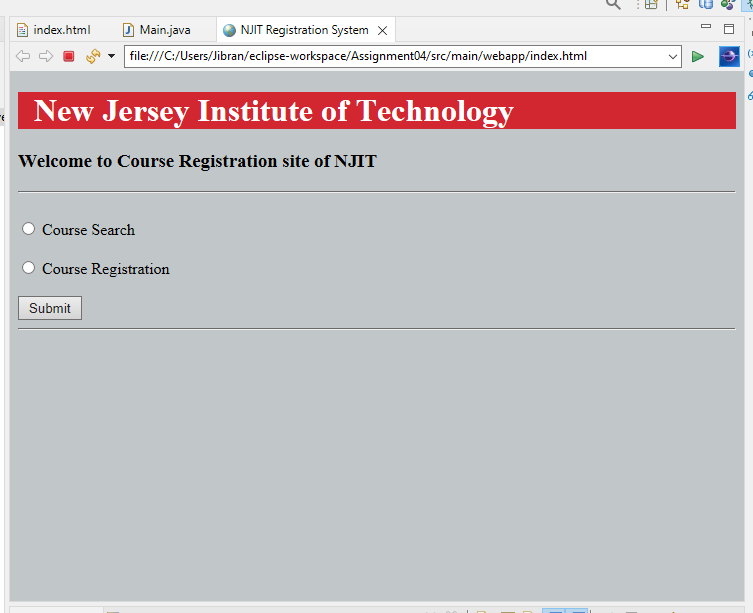 index.html Main.java NJIT Registration System
file:///C:/Users/Jibran/eclipse-workspace/Assignment04/src/main/webapp/index.html
New Jersey Institute of Technology
Welcome to Course Registration site of NJIT
Course Search
Course Registration
Submit